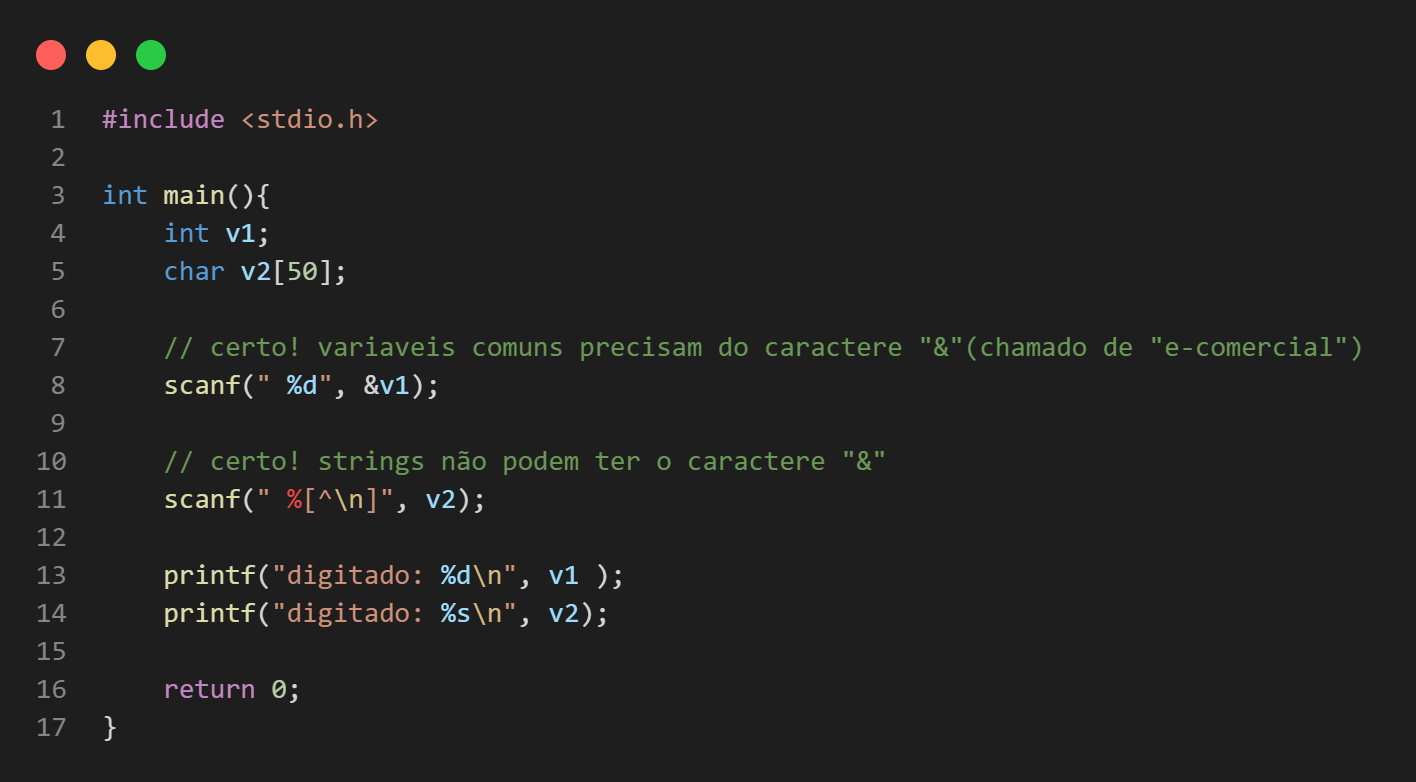 1 #include <stdio.h>
2
3 int main(){
4     int v1;
5     char v2[50];
6
7     // certo! variaveis comuns precisam do caractere "&"(chamado de "e-comercial")
8     scanf(" %d", &v1);
9
10     // certo! strings não podem ter o caractere "&"
11     scanf(" %[^\n]", v2);
12
13     printf("digitado: %d\n", v1 );
14     printf("digitado: %s\n", v2);
15
16     return 0;
17 }